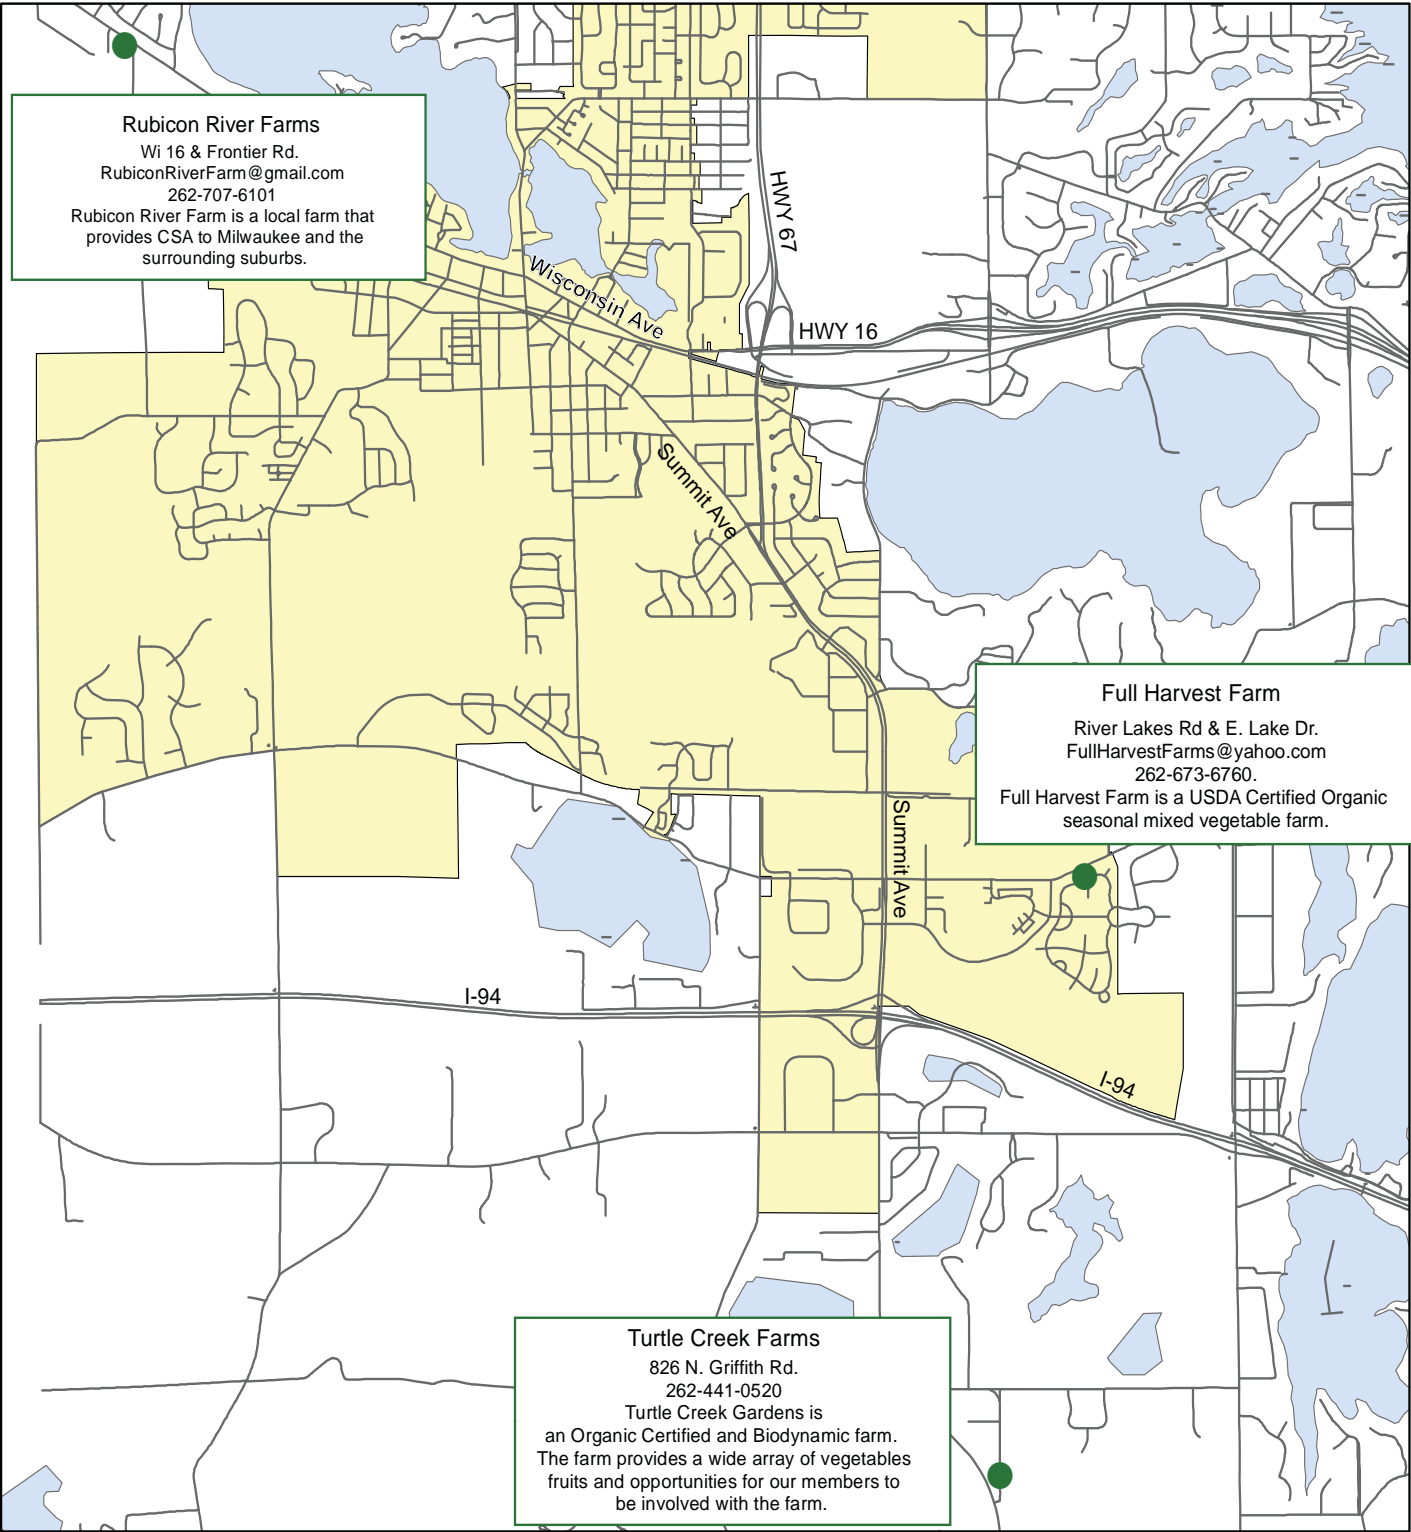 Rubicon River Farms
Wi 16 & Frontier Rd.
RubiconRiverFarm@gmail.com
262-707-6101
Rubicon River Farm is a local farm that
provides CSA to Milwaukee and the
surrounding suburbs.
HWY 67
Wisconsin Ave
HWY 16
Summit Ave
Full Harvest Farm
River Lakes Rd & E. Lake Dr.
FullHarvestFarms@yahoo.com
262-673-6760.
Full Harvest Farm is a USDA Certified Organic
seasonal mixed vegetable farm.
Summit Ave
I-94
I-94
Turtle Creek Farms
826 N. Griffith Rd.
262-441-0520
Turtle Creek Gardens is
an Organic Certified and Biodynamic farm.
The farm provides a wide array of vegetables
fruits and opportunities for our members to
be involved with the farm.